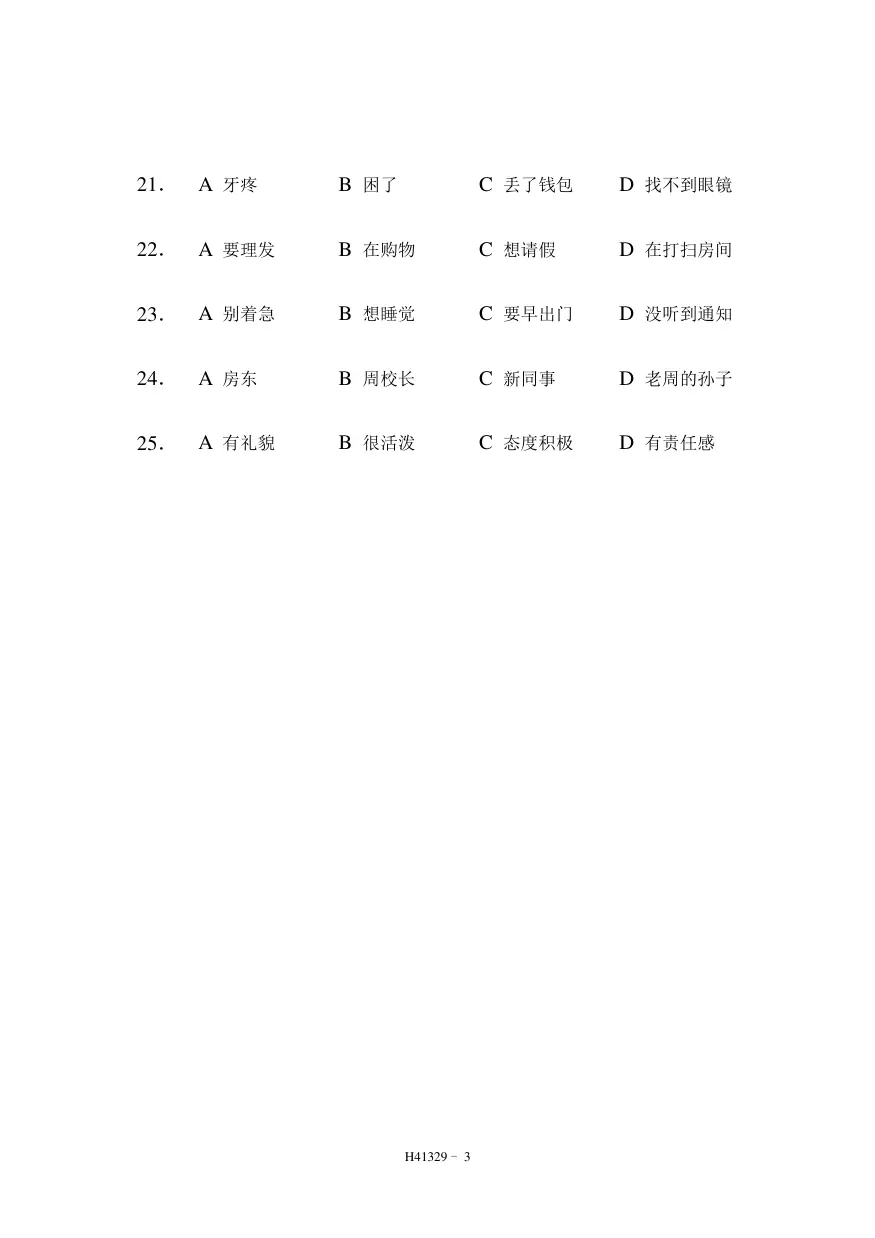 21． A 牙疼 B 困了 C 丢了钱包 D 找不到眼镜
22． A 要理发 B 在购物 C 想请假 D 在打扫房间
23． A 别着急 B 想睡觉 C 要早出门 D 没听到通知
24． A 房东 B 周校长 C 新同事 D 老周的孙子
25． A 有礼貌 B 很活泼 C 态度积极 D 有责任感
H41329－ 3